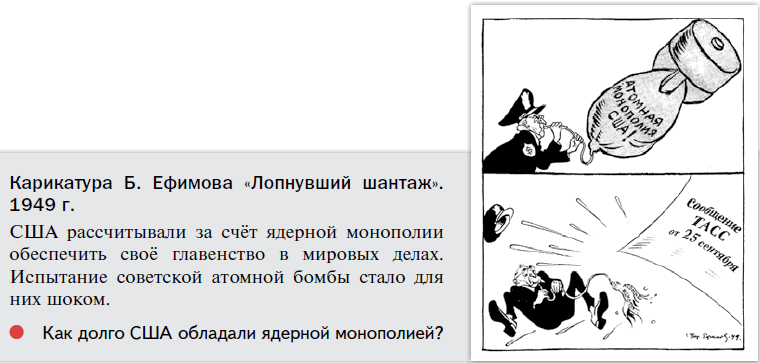 Карикатура Б. Ефимова «Лопнувший шантаж».
1949 г.
США рассчитывали за счёт ядерной монополии
обеспечить своё главенство в мировых делах.
Испытание советской атомной бомбы стало для
них шоком.
Как долго США обладали ядерной монополией?
АТОМНАЯ
МОНОПОЛИЯ
США!
Сообщение
ТАСС
от 25 сентября